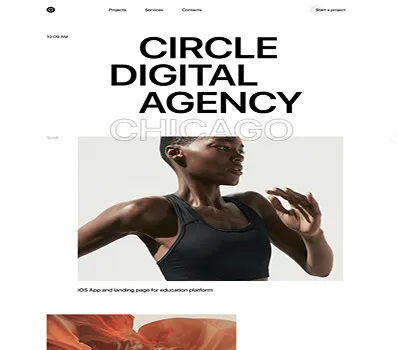 Projects
Services
Contacts
Start a project
10:09 AM
CIRCLE
DIGITAL
AGENCY
CHICAGO
Scroll
iOS App and landing page for education platform